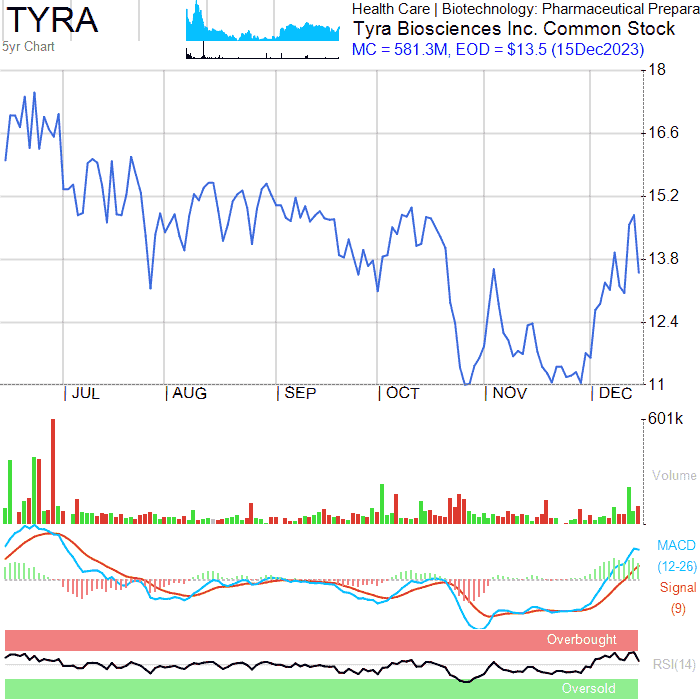 TYRA
5yr Chart
Health Care | Biotechnology: Pharmaceutical Prepara
Tyra Biosciences Inc. Common Stock
MC = 581.3M, EOD = $13.5 (15Dec2023)
18
16.6
15.2
13.8
12.4
11
| JUL | AUG | SEP | OCT | NOV | DEC
601k
Volume
MACD
(12-26)
Signal
(9)
Overbought
RSI(14)
Oversold